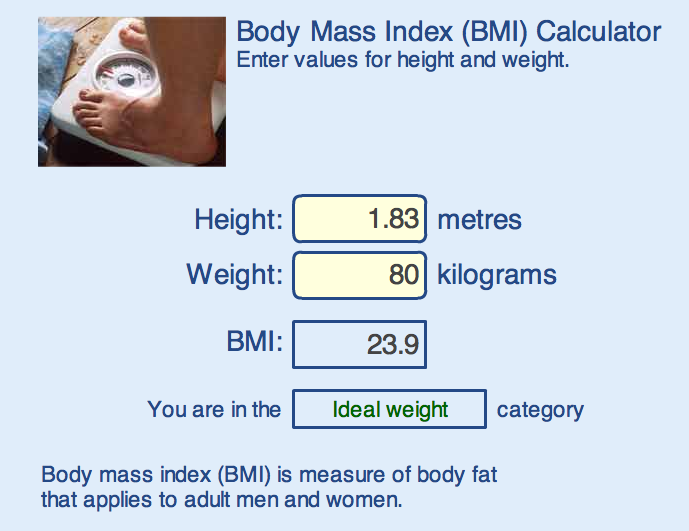 Body Mass Index (BMI) Calculator
Enter values for height and weight.
Height: 1.83 metres
Weight: 80 kilograms
BMI: 23.9
You are in the Ideal weight category
Body mass index (BMI) is measure of body fat
that applies to adult men and women.